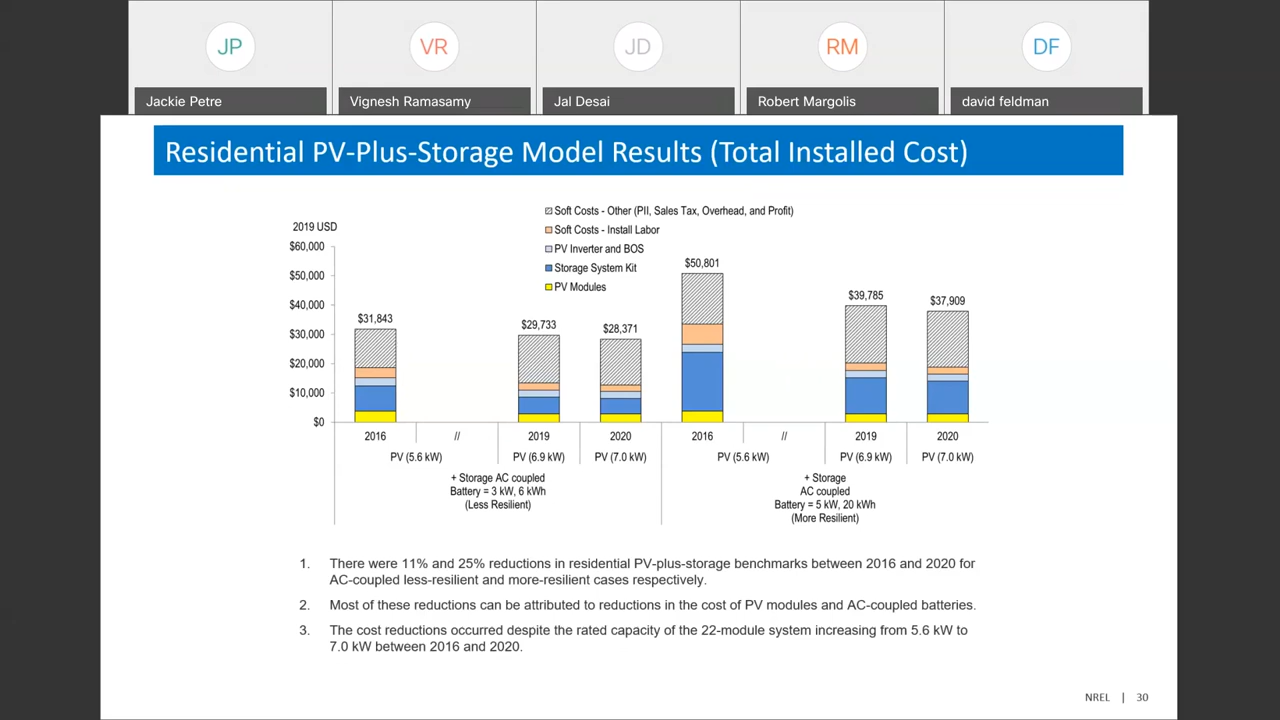 JP
VR
JD
RM
DF
Jackie Petre
Vignesh Ramasamy
Jal Desai
Robert Margolis
david feldman
Residential PV-Plus-Storage Model Results (Total Installed Cost)
Soft Costs - Other (PII, Sales Tax, Overhead, and Profit)
Soft Costs - Install Labor
PV Inverter and BOS
Storage System Kit
PV Modules
2019 USD
$60,000
$50,000
$40,000
$30,000
$20,000
$10,000
$0
$31,843
$29,733
$28,371
$50,801
$39,785
$37,909
2016 // 2019 2020 2016 // 2019 2020
PV (5.6 kW) PV (6.9 kW) PV (7.0 kW) PV (5.6 kW) PV (6.9 kW) PV (7.0 kW)
+ Storage AC coupled
Battery = 3 kW, 6 kWh
(Less Resilient)
+ Storage
AC coupled
Battery = 5 kW, 20 kWh
(More Resilient)
1. There were 11% and 25% reductions in residential PV-plus-storage benchmarks between 2016 and 2020 for
AC-coupled less-resilient and more-resilient cases respectively.
2. Most of these reductions can be attributed to reductions in the cost of PV modules and AC-coupled batteries.
3. The cost reductions occurred despite the rated capacity of the 22-module system increasing from 5.6 kW to
7.0 kW between 2016 and 2020.
NREL | 30